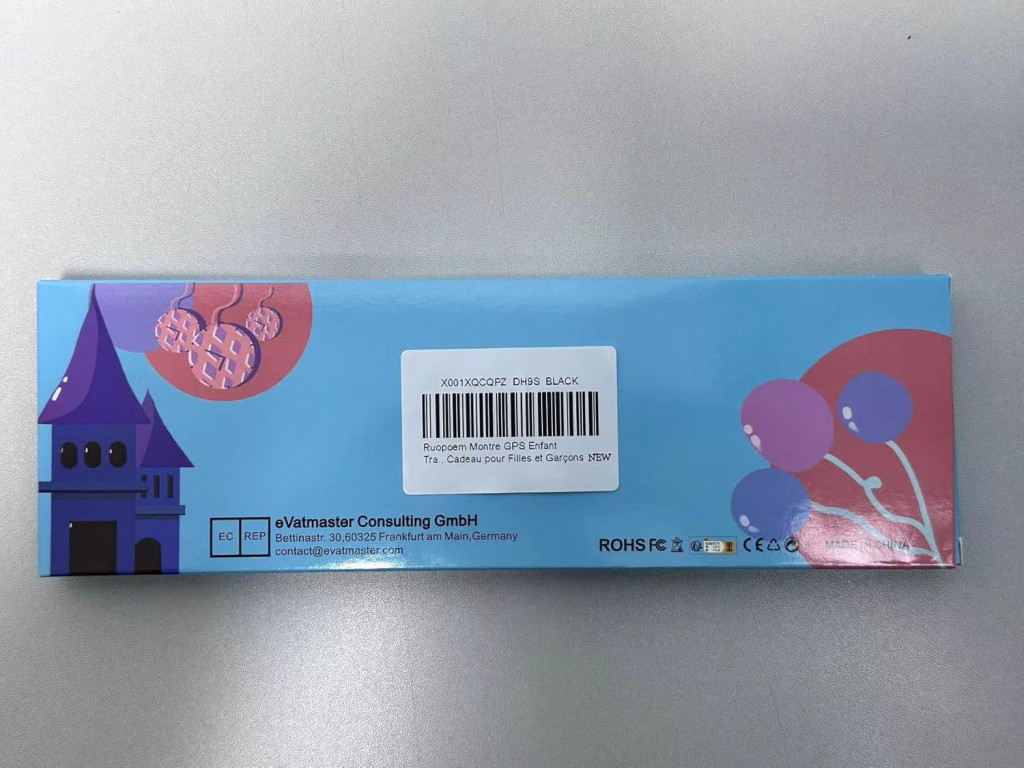 X001XQCQPZ DH9S BLACK
Ruopoem Montre GPS Enfant
Tra...Cadeau pour Filles et Garçons NEW
EC REP
eVatmaster Consulting GmbH
Bettinastr. 30,60325 Frankfurt am Main,Germany
contact@evatmaster.com
ROHS FC CE MADE IN CHINA